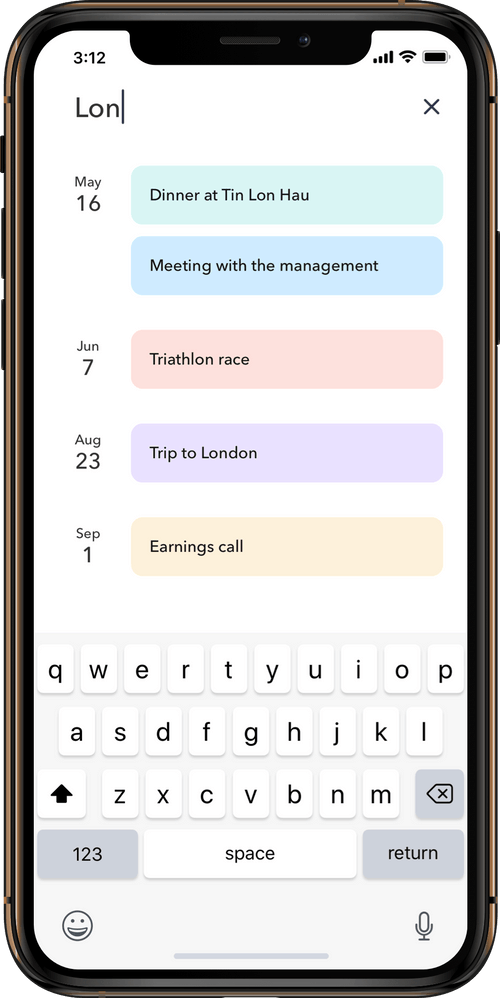 3:12
Lon
May
16
Dinner at Tin Lon Hau
Meeting with the management
Jun
7
Triathlon race
Aug
23
Trip to London
Sep
1
Earnings call
q w e r t y u i o p
a s d f g h j k l
z x c v b n m
123 space return